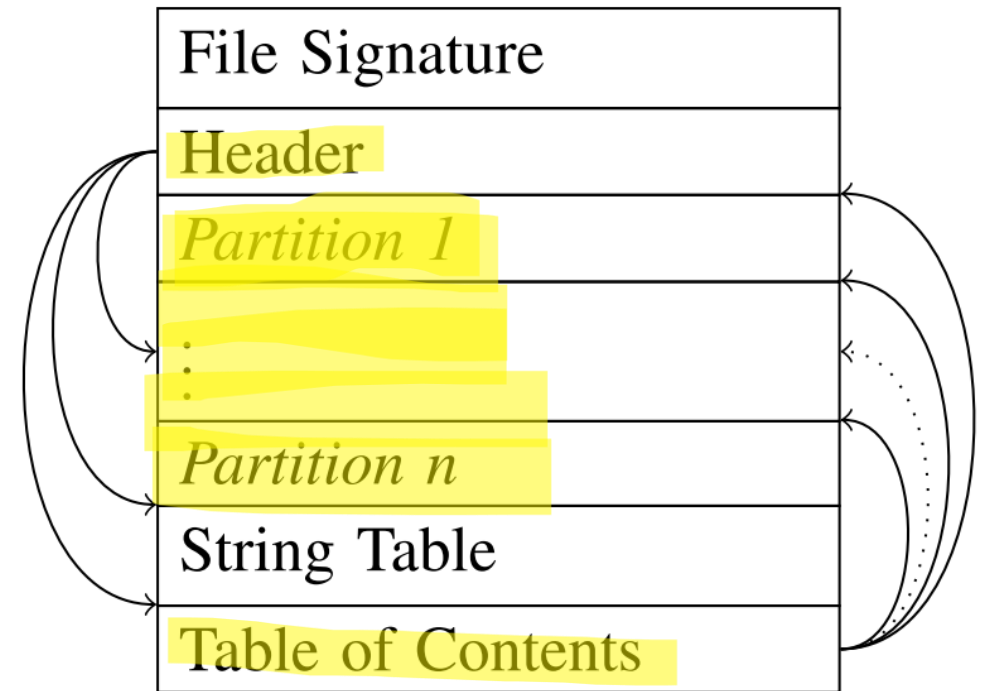 File Signature
Header
Partition 1
⋮
Partition n
String Table
Table of Contents